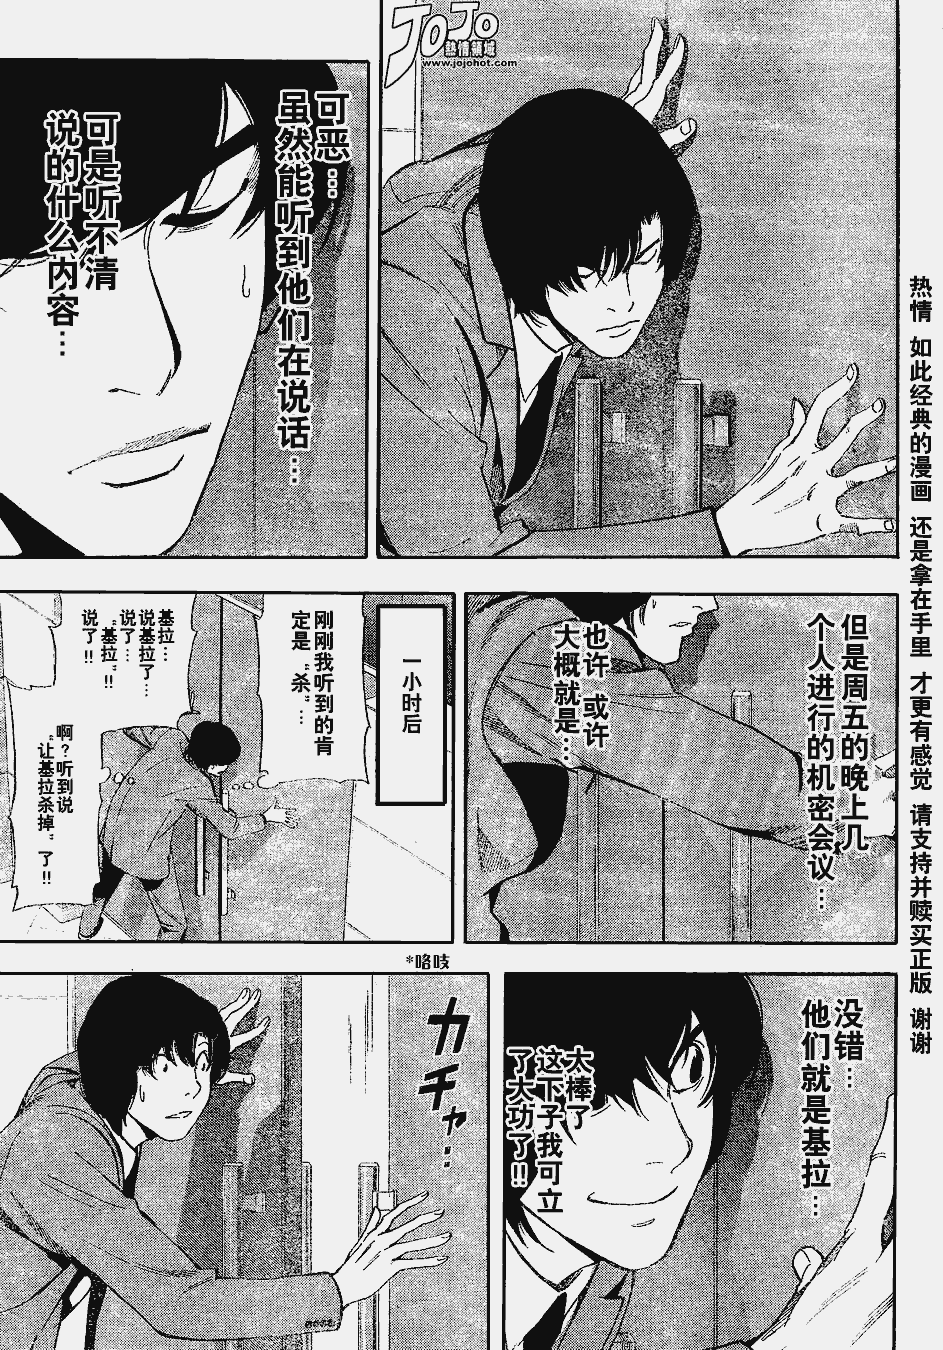 JOJO
熱情頻域
www.jojohot.com
可恶…
虽然能听到他们在说话…
可是听不清
说的什么内容…
但是周五的晚上几
个人进行的机密会议…
也许 或许
大概就是…
一小时后
刚刚我听到的肯
定是“杀”…
基拉…
说基拉了…
说了…
“基拉”!!
说了!!
啊?听到说
“让基拉杀掉”了!!
没错…
他们就是基拉…
太棒了
这下子我可立
了大功了!!
*咯吱
カチャ…
热情 如此经典的漫画 还是拿在手里 才更有感觉 请支持并赎买正版 谢谢